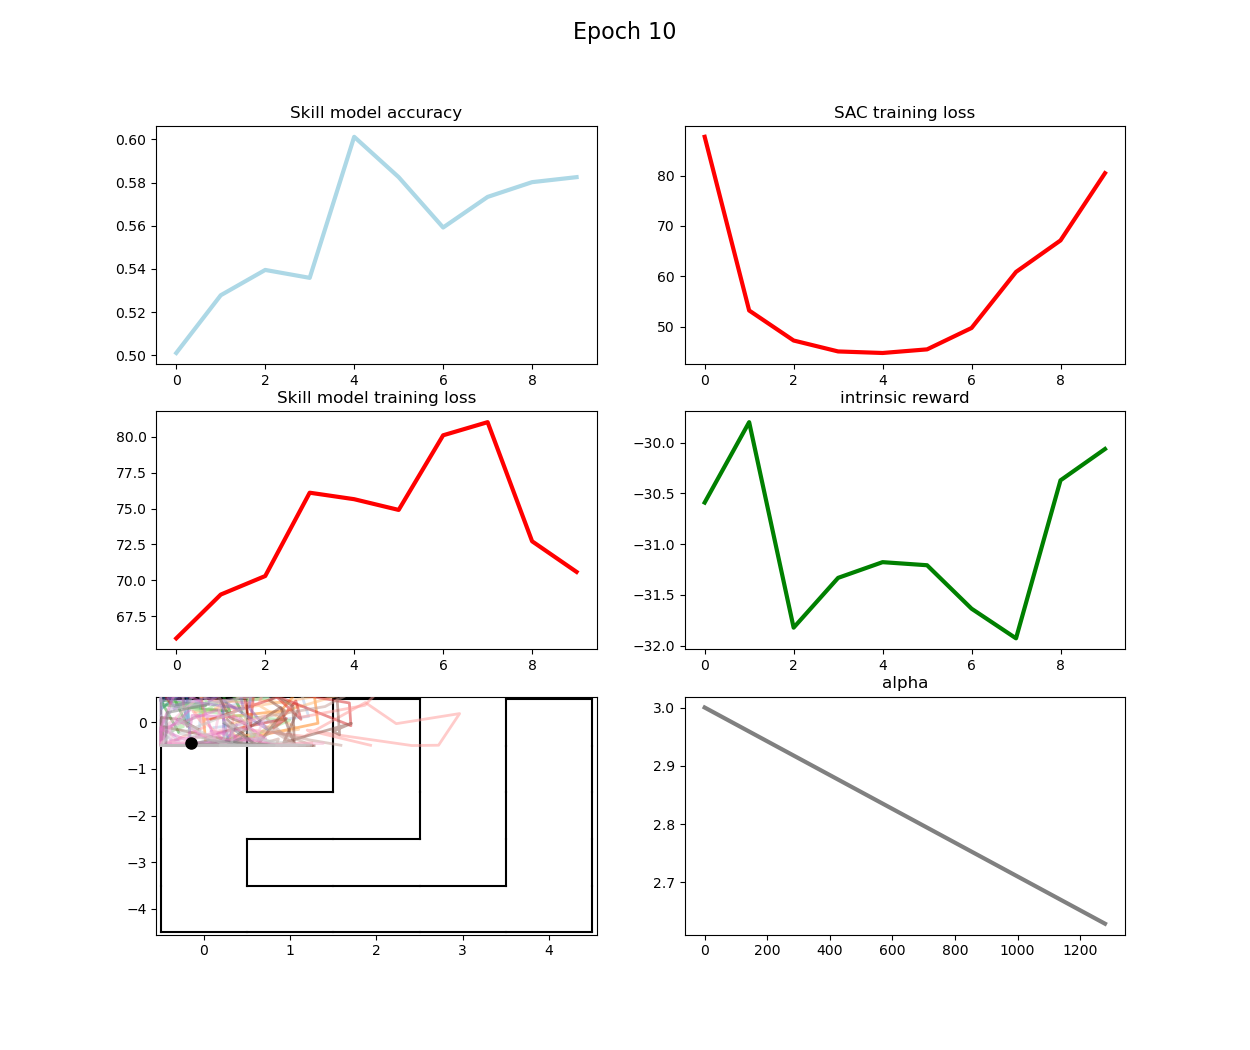 Epoch 10
Skill model accuracy
0.60
0.58
0.56
0.54
0.52
0.50
0 2 4 6 8
SAC training loss
80
70
60
50
0 2 4 6 8
Skill model training loss
80.0
77.5
75.0
72.5
70.0
67.5
0 2 4 6 8
intrinsic reward
−30.0
−30.5
−31.0
−31.5
−32.0
0 2 4 6 8
0
−1
−2
−3
−4
0 1 2 3 4
alpha
3.0
2.9
2.8
2.7
0 200 400 600 800 1000 1200